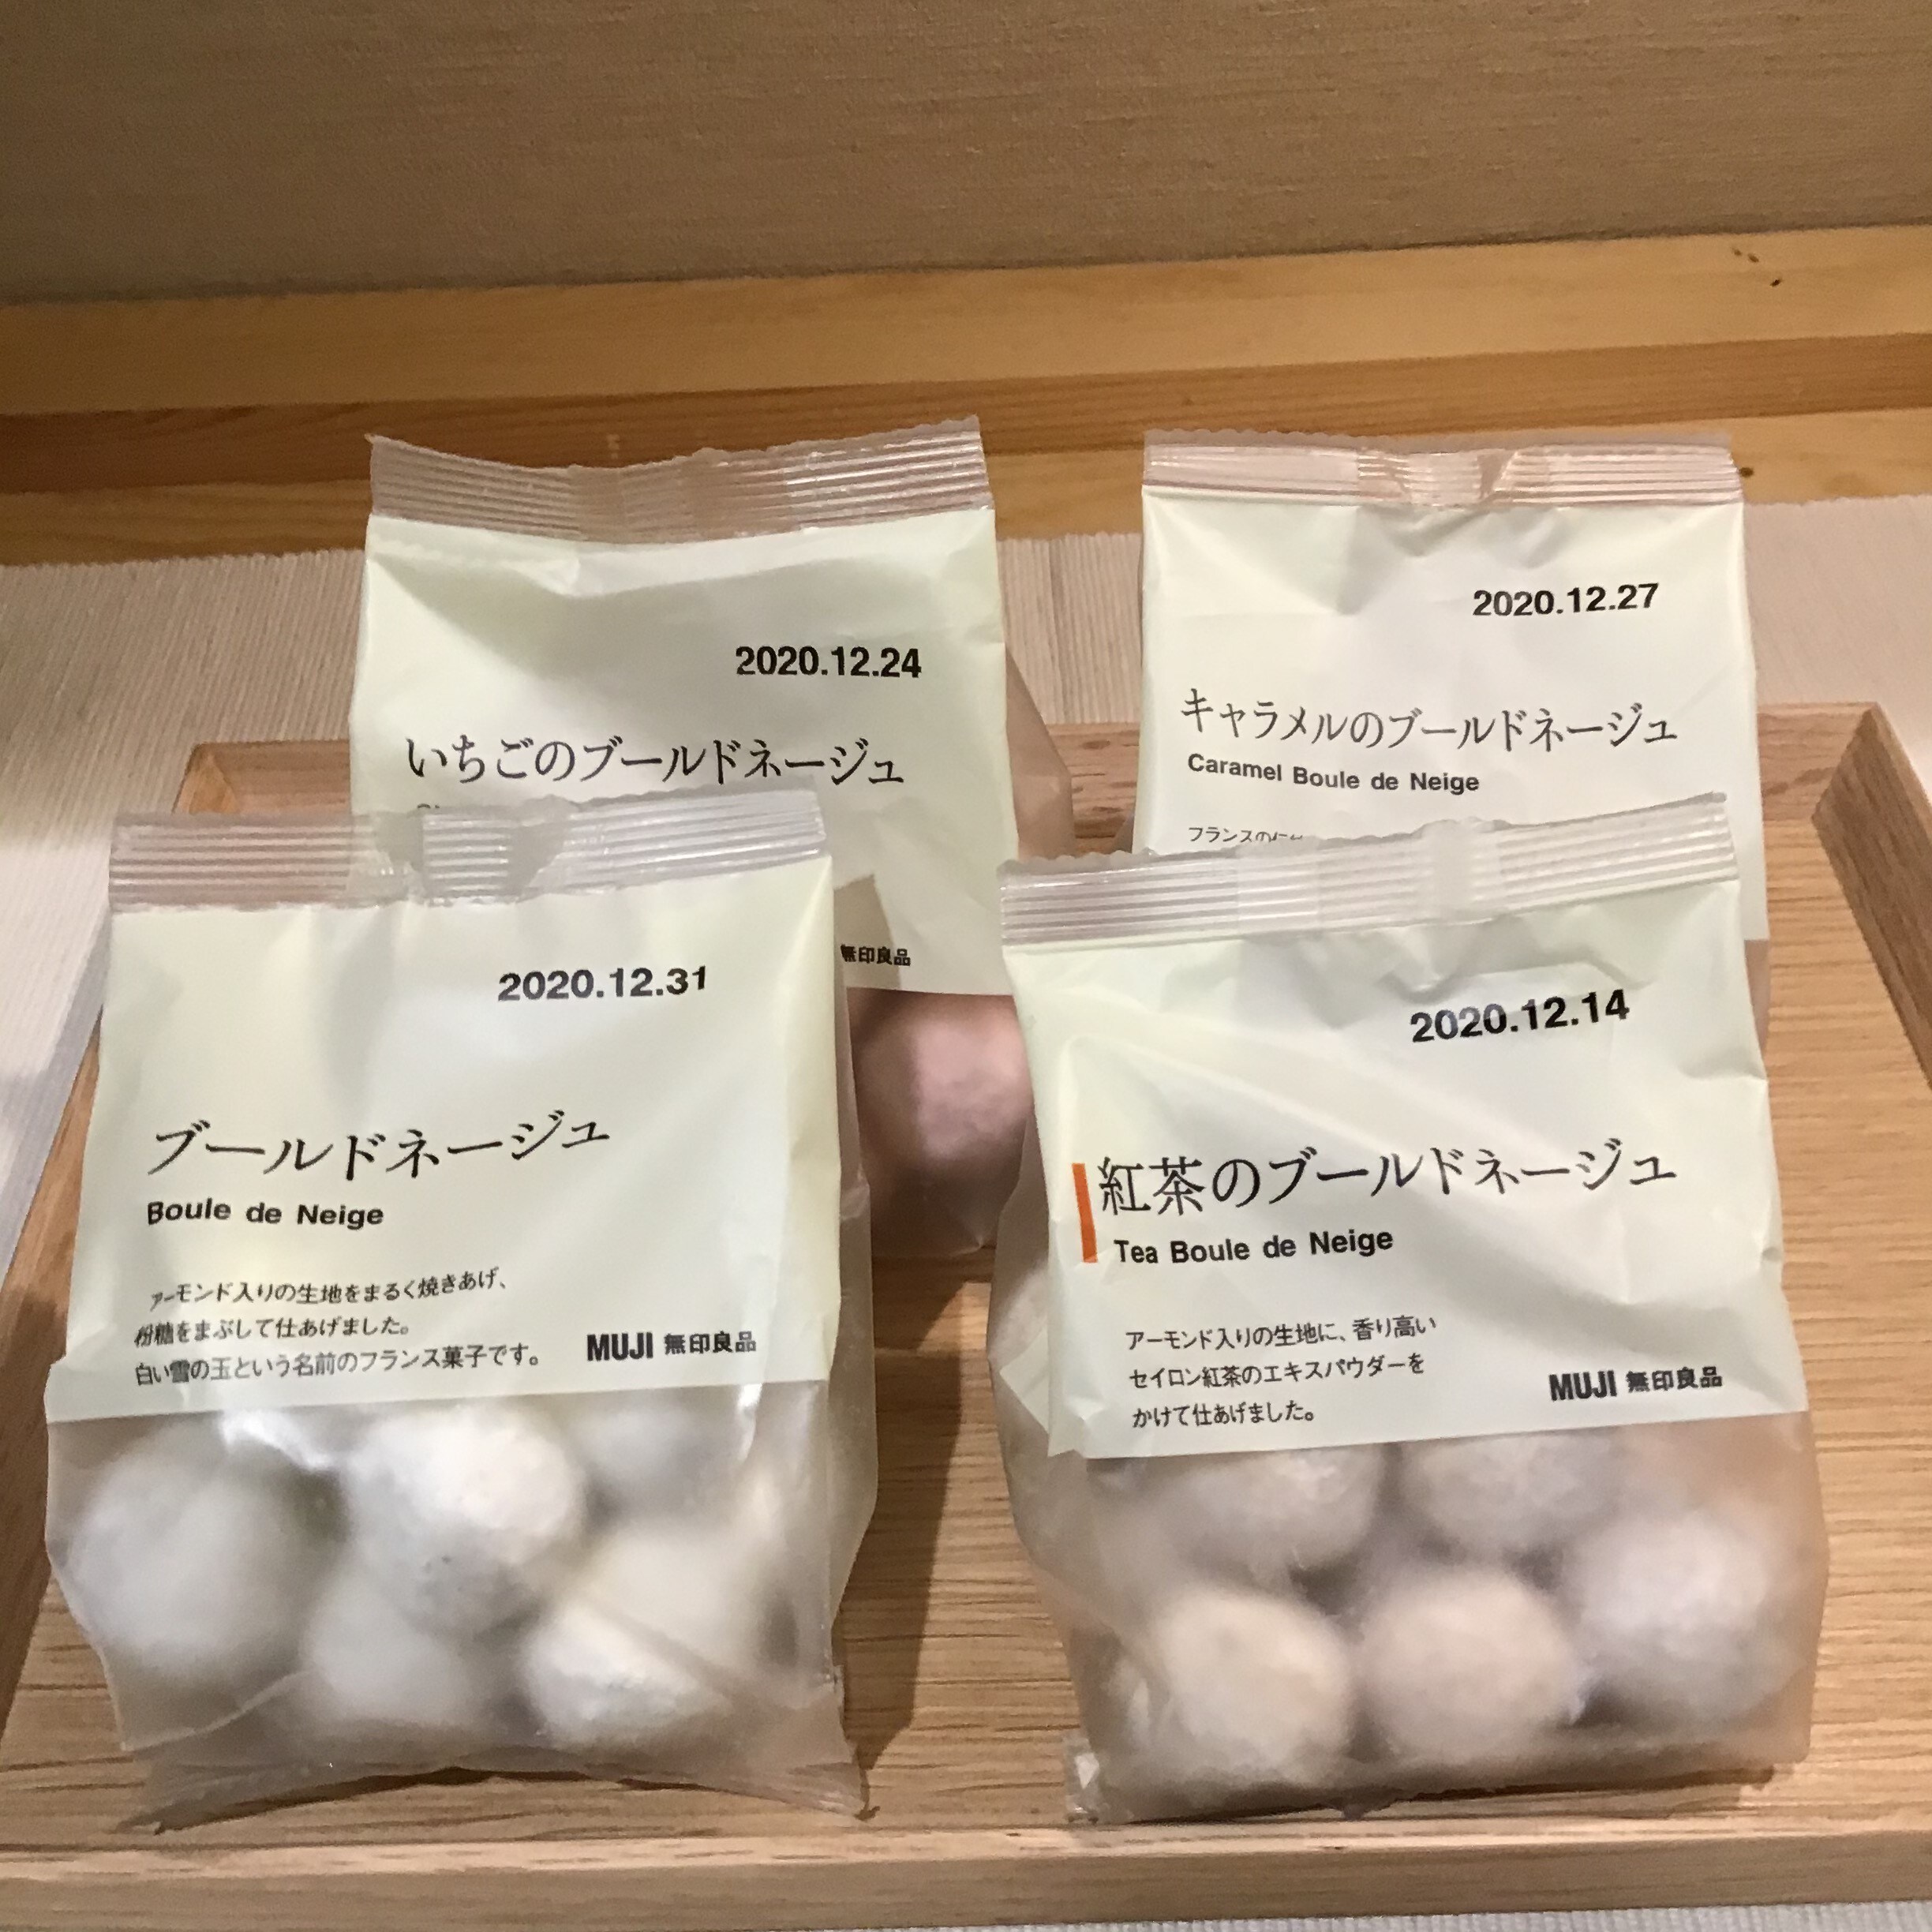 2020.12.24
いちごのブールドネージュ
無印良品
2020.12.27
キャラメルのブールドネージュ
Caramel Boule de Neige
フランスの
2020.12.31
ブールドネージュ
Boule de Neige
アーモンド入りの生地をまるく焼きあげ、
粉糖をまぶして仕あげました。
白い雪の玉という名前のフランス菓子です。
MUJI 無印良品
2020.12.14
紅茶のブールドネージュ
Tea Boule de Neige
アーモンド入りの生地に、香り高い
セイロン紅茶のエキスパウダーを
かけて仕あげました。
MUJI 無印良品